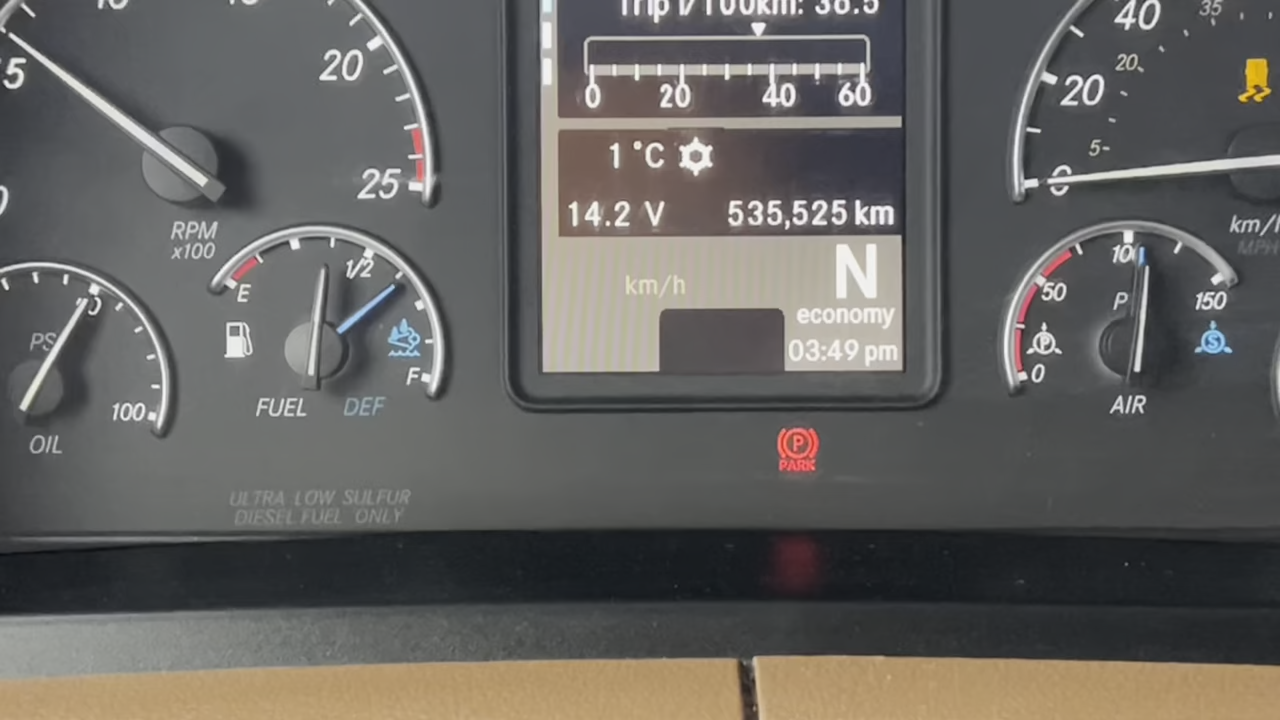 Trip l/100km: 38.5
0 20 40 60
1 °C
14.2 V 535,525 km
km/h N
economy
03:49 pm
5
20
25
RPM
x100
E 1/2 F
FUEL DEF
100
OIL
ULTRA LOW SULFUR
DIESEL FUEL ONLY
P
PARK
40
35
20
20
5
0
km/h
MPH
0 50 100 150
P
P
S
AIR